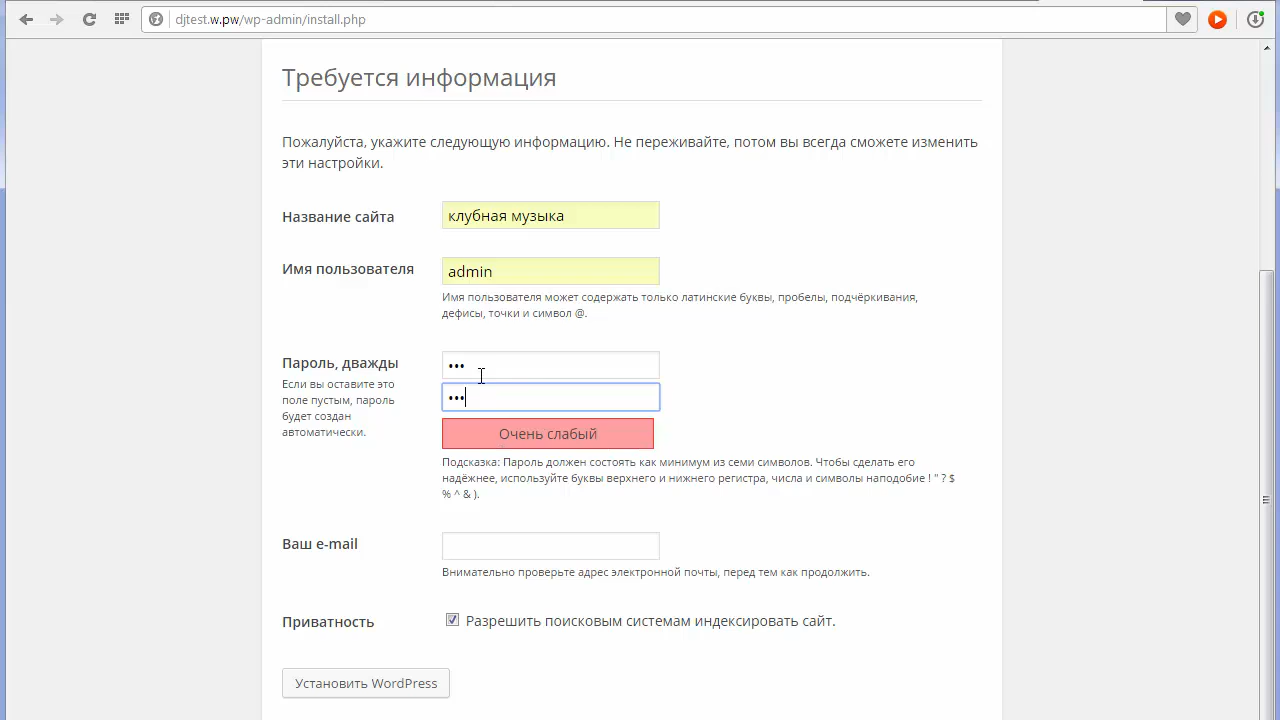 djtest.w.pw/wp-admin/install.php
Требуется информация
Пожалуйста, укажите следующую информацию. Не переживайте, потом вы всегда сможете изменить
эти настройки.
Название сайта
клубная музыка
Имя пользователя
admin
Имя пользователя может содержать только латинские буквы, пробелы, подчёркивания,
дефисы, точки и символ @.
Пароль, дважды
•••
Если вы оставите это
поле пустым, пароль
будет создан
автоматически.
•••
Очень слабый
Подсказка: Пароль должен состоять как минимум из семи символов. Чтобы сделать его
надёжнее, используйте буквы верхнего и нижнего регистра, числа и символы наподобие ! " ? $
% ^ & ).
Ваш e-mail
Внимательно проверьте адрес электронной почты, перед тем как продолжить.
Приватность
Разрешить поисковым системам индексировать сайт.
Установить WordPress